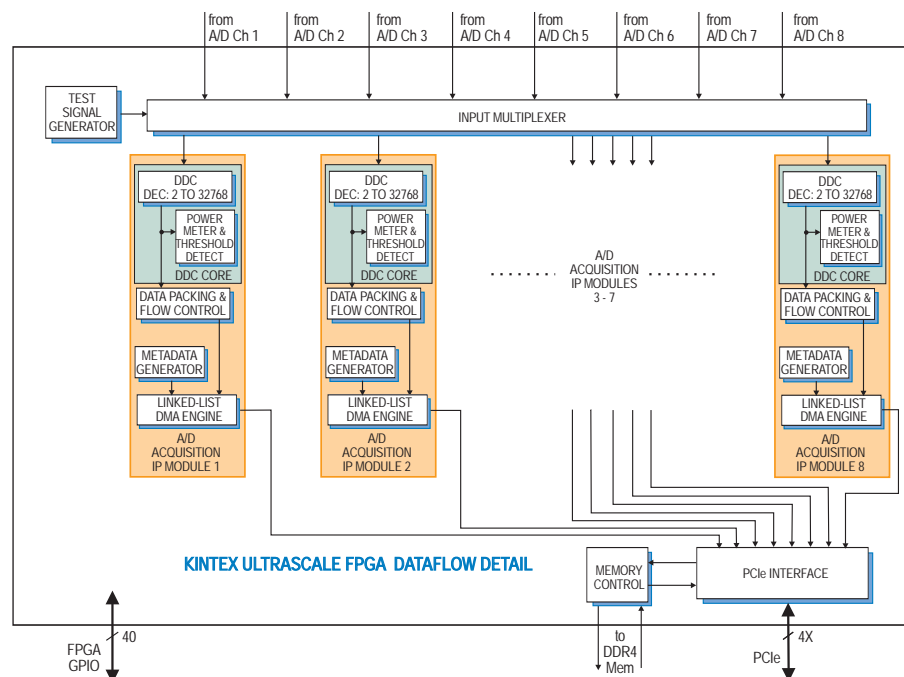 from
A/D Ch 1
from
A/D Ch 2
from
A/D Ch 3
from
A/D Ch 4
from
A/D Ch 5
from
A/D Ch 6
from
A/D Ch 7
from
A/D Ch 8
TEST
SIGNAL
GENERATOR
INPUT MULTIPLEXER
DDC
DEC: 2 TO 32768
POWER
METER &
THRESHOLD
DETECT
DDC CORE
DATA PACKING &
FLOW CONTROL
METADATA
GENERATOR
LINKED-LIST
DMA ENGINE
A/D
ACQUISITION
IP MODULE 1
DDC
DEC: 2 TO 32768
POWER
METER &
THRESHOLD
DETECT
DDC CORE
DATA PACKING &
FLOW CONTROL
METADATA
GENERATOR
LINKED-LIST
DMA ENGINE
A/D
ACQUISITION
IP MODULE 2
A/D
ACQUISITION
IP MODULES
3 - 7
DDC
DEC: 2 TO 32768
POWER
METER &
THRESHOLD
DETECT
DDC CORE
DATA PACKING &
FLOW CONTROL
METADATA
GENERATOR
LINKED-LIST
DMA ENGINE
A/D
ACQUISITION
IP MODULE 8
KINTEX ULTRASCALE FPGA DATAFLOW DETAIL
MEMORY
CONTROL
PCIe INTERFACE
40
FPGA
GPIO
to
DDR4
Mem
4X
PCIe